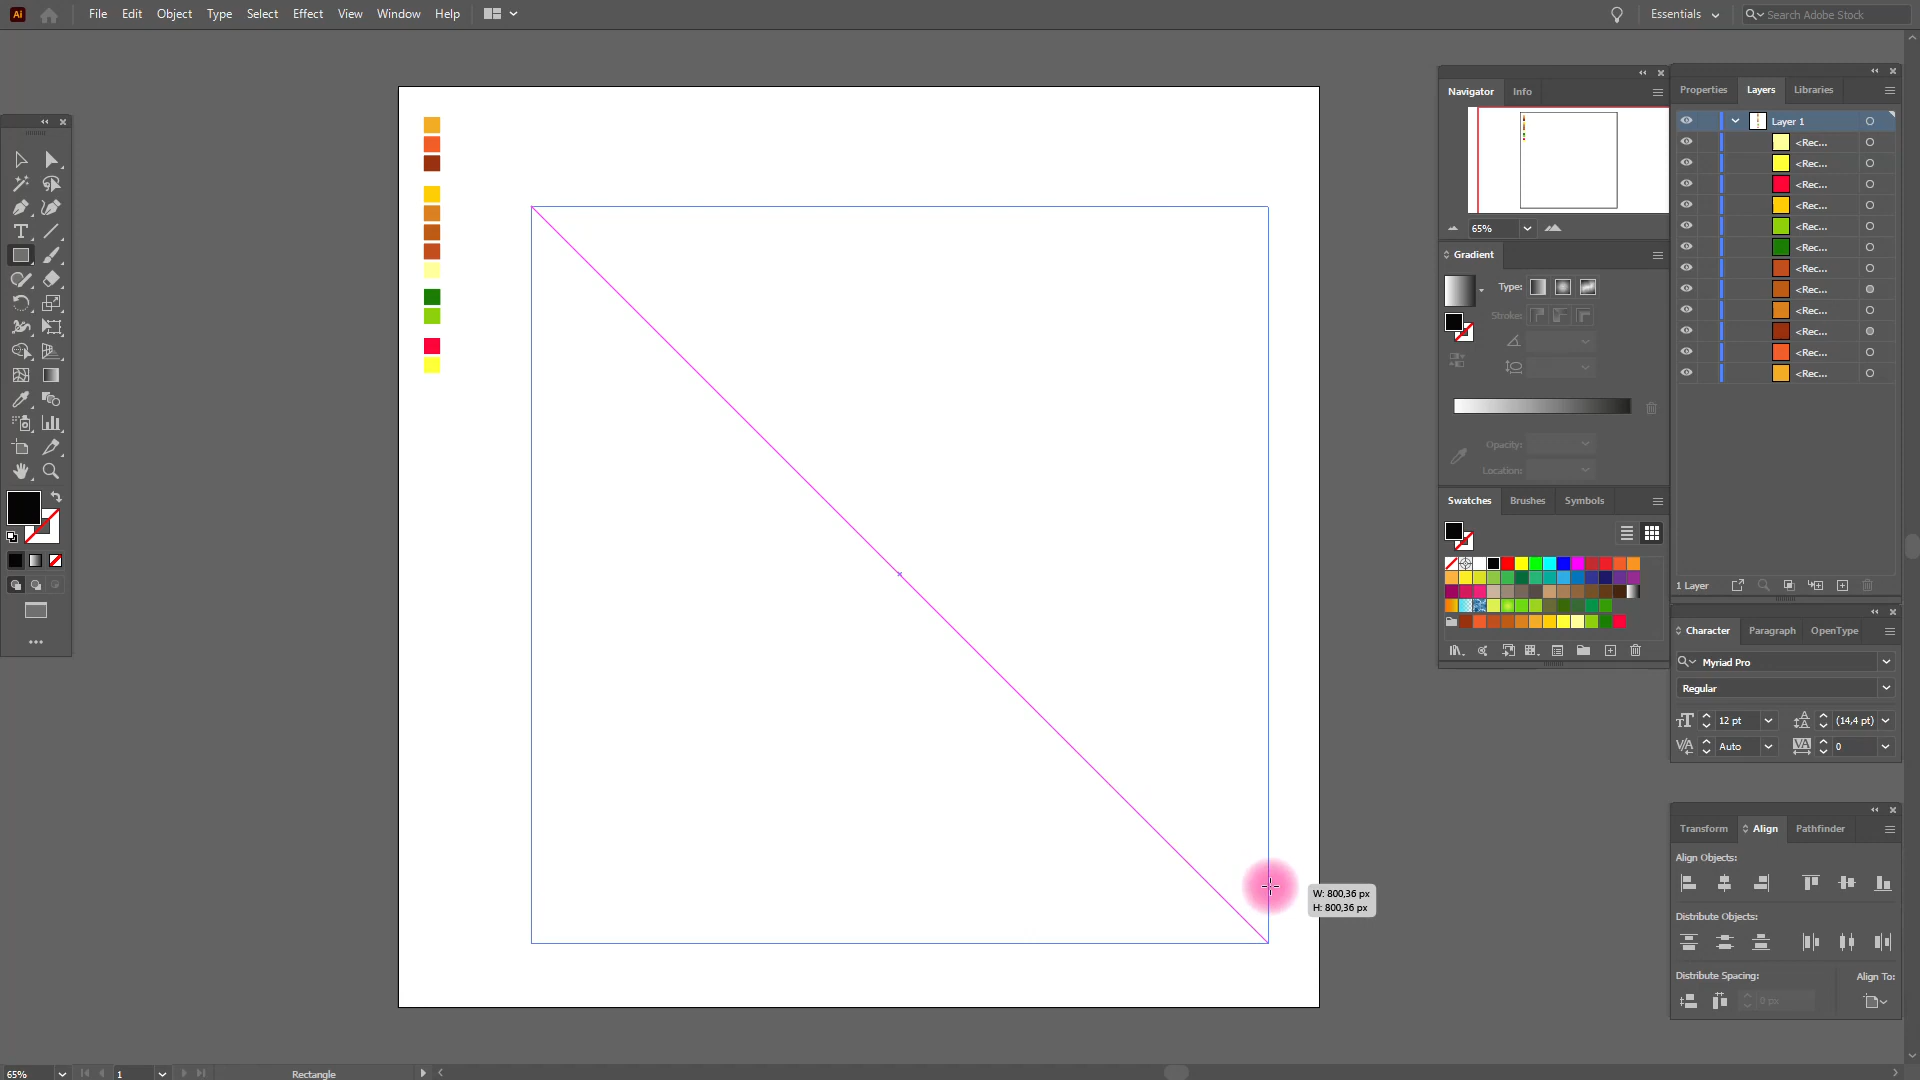 Ai File Edit Object Type Select Effect View Window Help Essentials Search Adobe Stock
Navigator Info
65%
Gradient
Type:
Stroke:
Opacity:
Location:
Swatches Brushes Symbols
Properties Layers Libraries
Layer 1
<Rec...
<Rec...
<Rec...
<Rec...
<Rec...
<Rec...
<Rec...
<Rec...
<Rec...
<Rec...
<Rec...
<Rec...
1 Layer
Character Paragraph OpenType
Myriad Pro
Regular
12 pt (14,4 pt)
Auto 0
Transform Align Pathfinder
Align Objects:
Distribute Objects:
Distribute Spacing: Align To:
0 px
W: 800,36 px
H: 800,36 px
65% 1 Rectangle